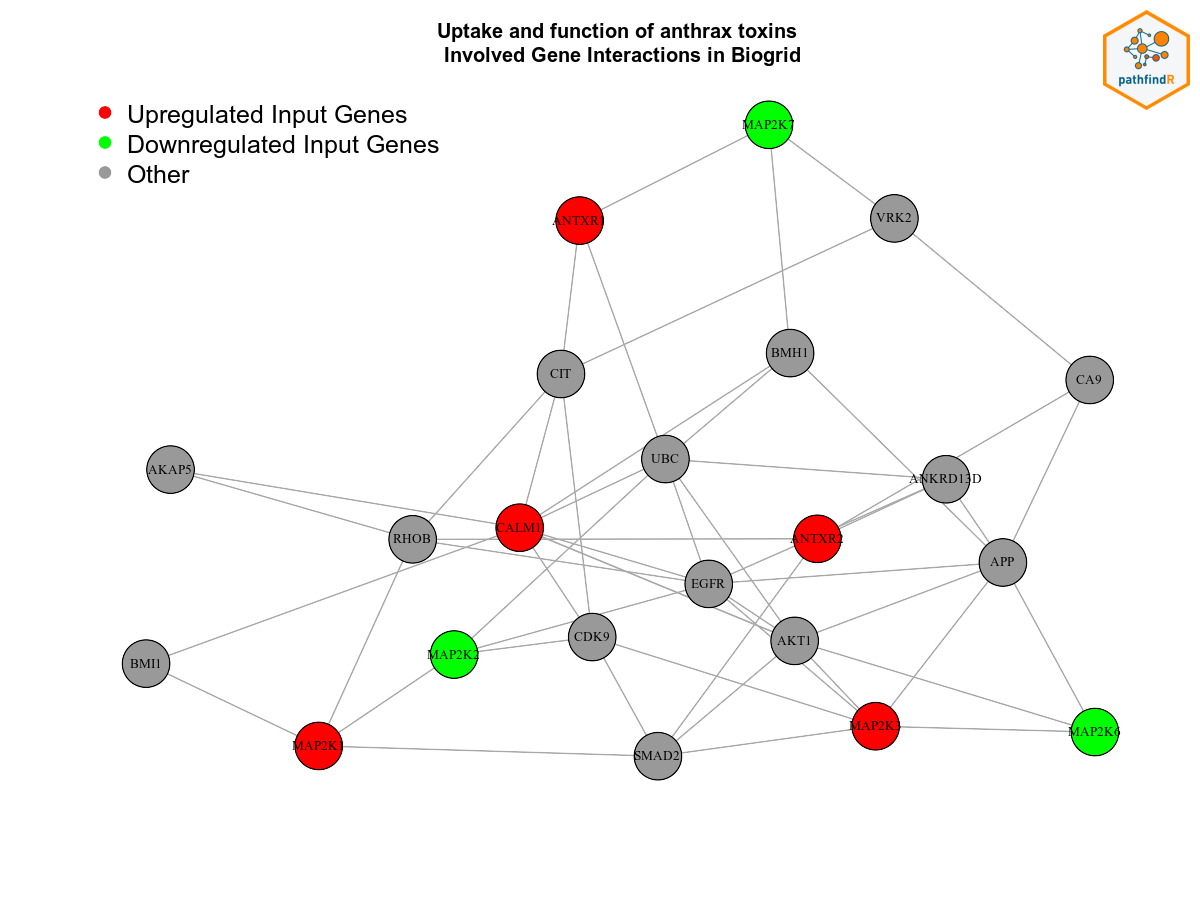 Uptake and function of anthrax toxins
Involved Gene Interactions in Biogrid
pathfindR
Upregulated Input Genes
Downregulated Input Genes
Other
MAP2K7
ANTXR1
VRK2
BMH1
CIT
CA9
UBC
AKAP5
ANKRD13D
CALM1
RHOB
ANTXR2
APP
EGFR
CDK9
AKT1
MAP2K2
BMI1
MAP2K3
MAP2K6
MAP2K1
SMAD2